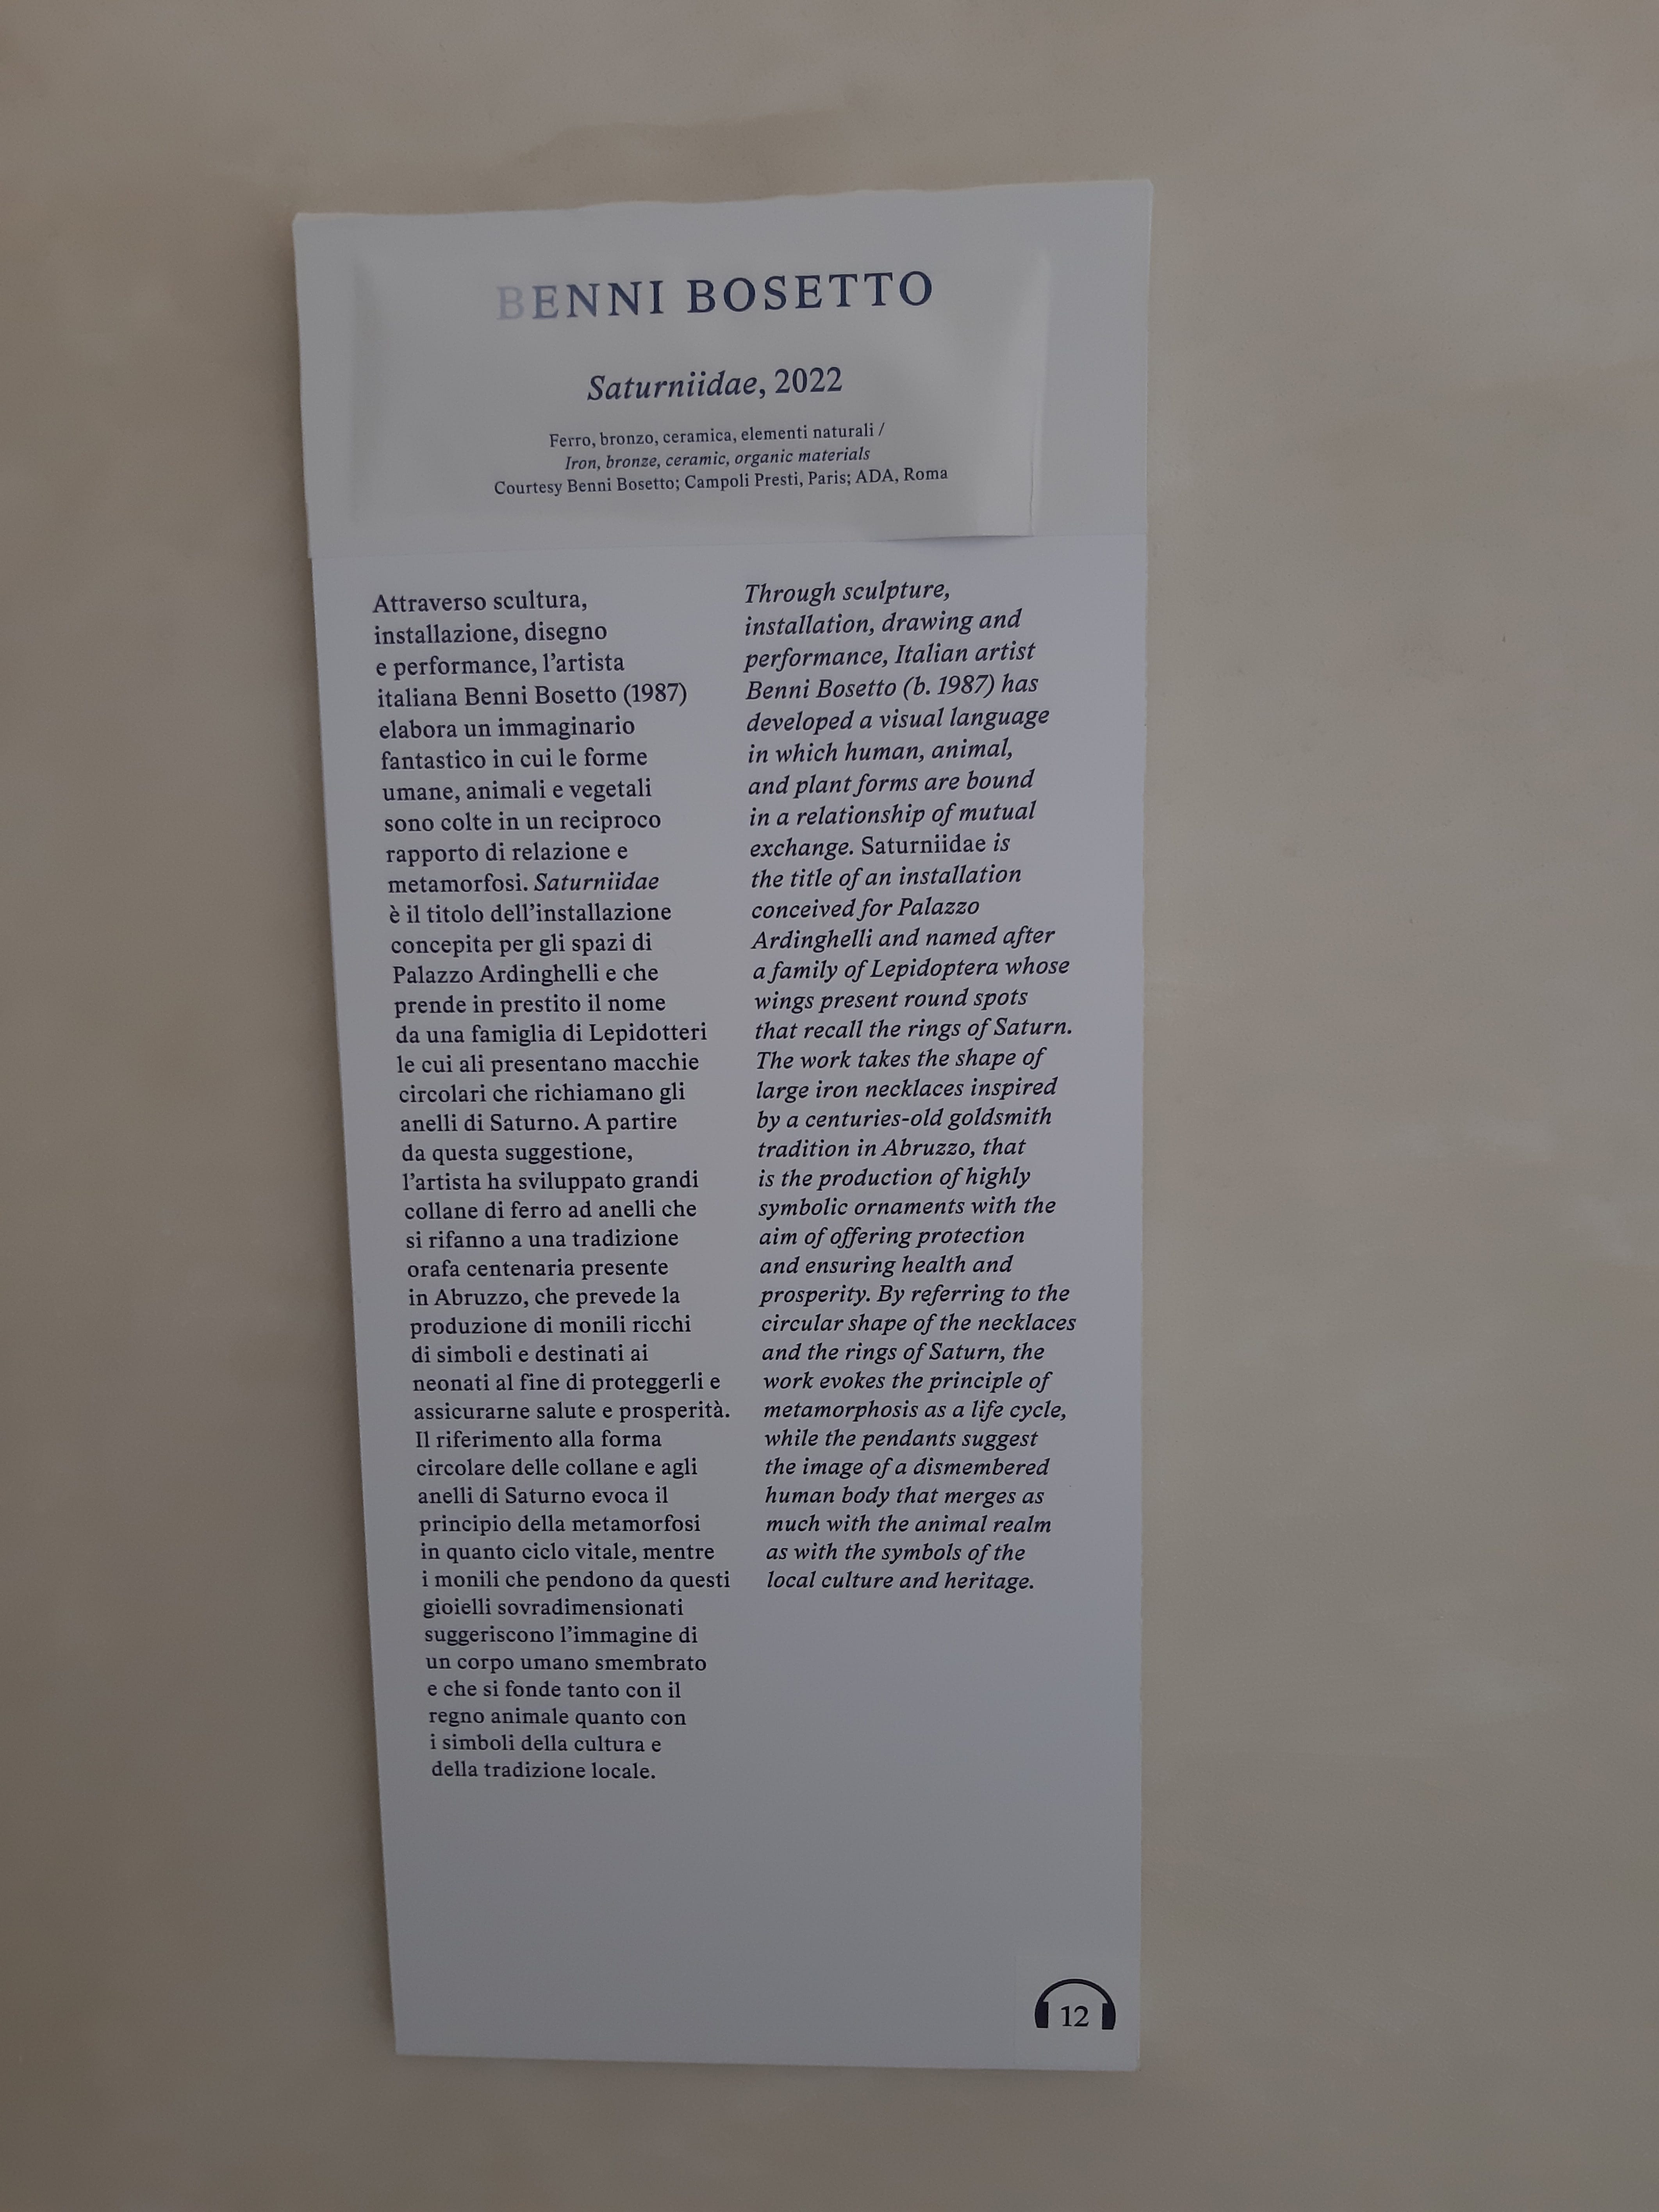 BENNI BOSETTO
Saturniidae, 2022
Ferro, bronzo, ceramica, elementi naturali /
Iron, bronze, ceramic, organic materials
Courtesy Benni Bosetto; Campoli Presti, Paris; ADA, Roma
Attraverso scultura,
installazione, disegno
e performance, l’artista
italiana Benni Bosetto (1987)
elabora un immaginario
fantastico in cui le forme
umane, animali e vegetali
sono colte in un reciproco
rapporto di relazione e
metamorfosi. Saturniidae
è il titolo dell’installazione
concepita per gli spazi di
Palazzo Ardinghelli e che
prende in prestito il nome
da una famiglia di Lepidotteri
le cui ali presentano macchie
circolari che richiamano gli
anelli di Saturno. A partire
da questa suggestione,
l’artista ha sviluppato grandi
collane di ferro ad anelli che
si rifanno a una tradizione
orafa centenaria presente
in Abruzzo, che prevede la
produzione di monili ricchi
di simboli e destinati ai
neonati al fine di proteggerli e
assicurarne salute e prosperità.
Il riferimento alla forma
circolare delle collane e agli
anelli di Saturno evoca il
principio della metamorfosi
in quanto ciclo vitale, mentre
i monili che pendono da questi
gioielli sovradimensionati
suggeriscono l’immagine di
un corpo umano smembrato
e che si fonde tanto con il
regno animale quanto con
i simboli della cultura e
della tradizione locale.
Through sculpture,
installation, drawing and
performance, Italian artist
Benni Bosetto (b. 1987) has
developed a visual language
in which human, animal,
and plant forms are bound
in a relationship of mutual
exchange. Saturniidae is
the title of an installation
conceived for Palazzo
Ardinghelli and named after
a family of Lepidoptera whose
wings present round spots
that recall the rings of Saturn.
The work takes the shape of
large iron necklaces inspired
by a centuries-old goldsmith
tradition in Abruzzo, that
is the production of highly
symbolic ornaments with the
aim of offering protection
and ensuring health and
prosperity. By referring to the
circular shape of the necklaces
and the rings of Saturn, the
work evokes the principle of
metamorphosis as a life cycle,
while the pendants suggest
the image of a dismembered
human body that merges as
much with the animal realm
as with the symbols of the
local culture and heritage.
12